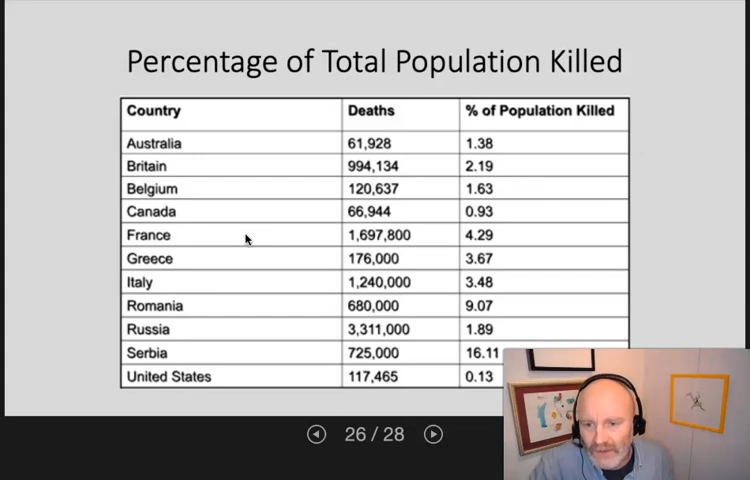 Percentage of Total Population Killed
Country Deaths % of Population Killed
Australia 61,928 1.38
Britain 994,134 2.19
Belgium 120,637 1.63
Canada 66,944 0.93
France 1,697,800 4.29
Greece 176,000 3.67
Italy 1,240,000 3.48
Romania 680,000 9.07
Russia 3,311,000 1.89
Serbia 725,000 16.11
United States 117,465 0.13
26 / 28